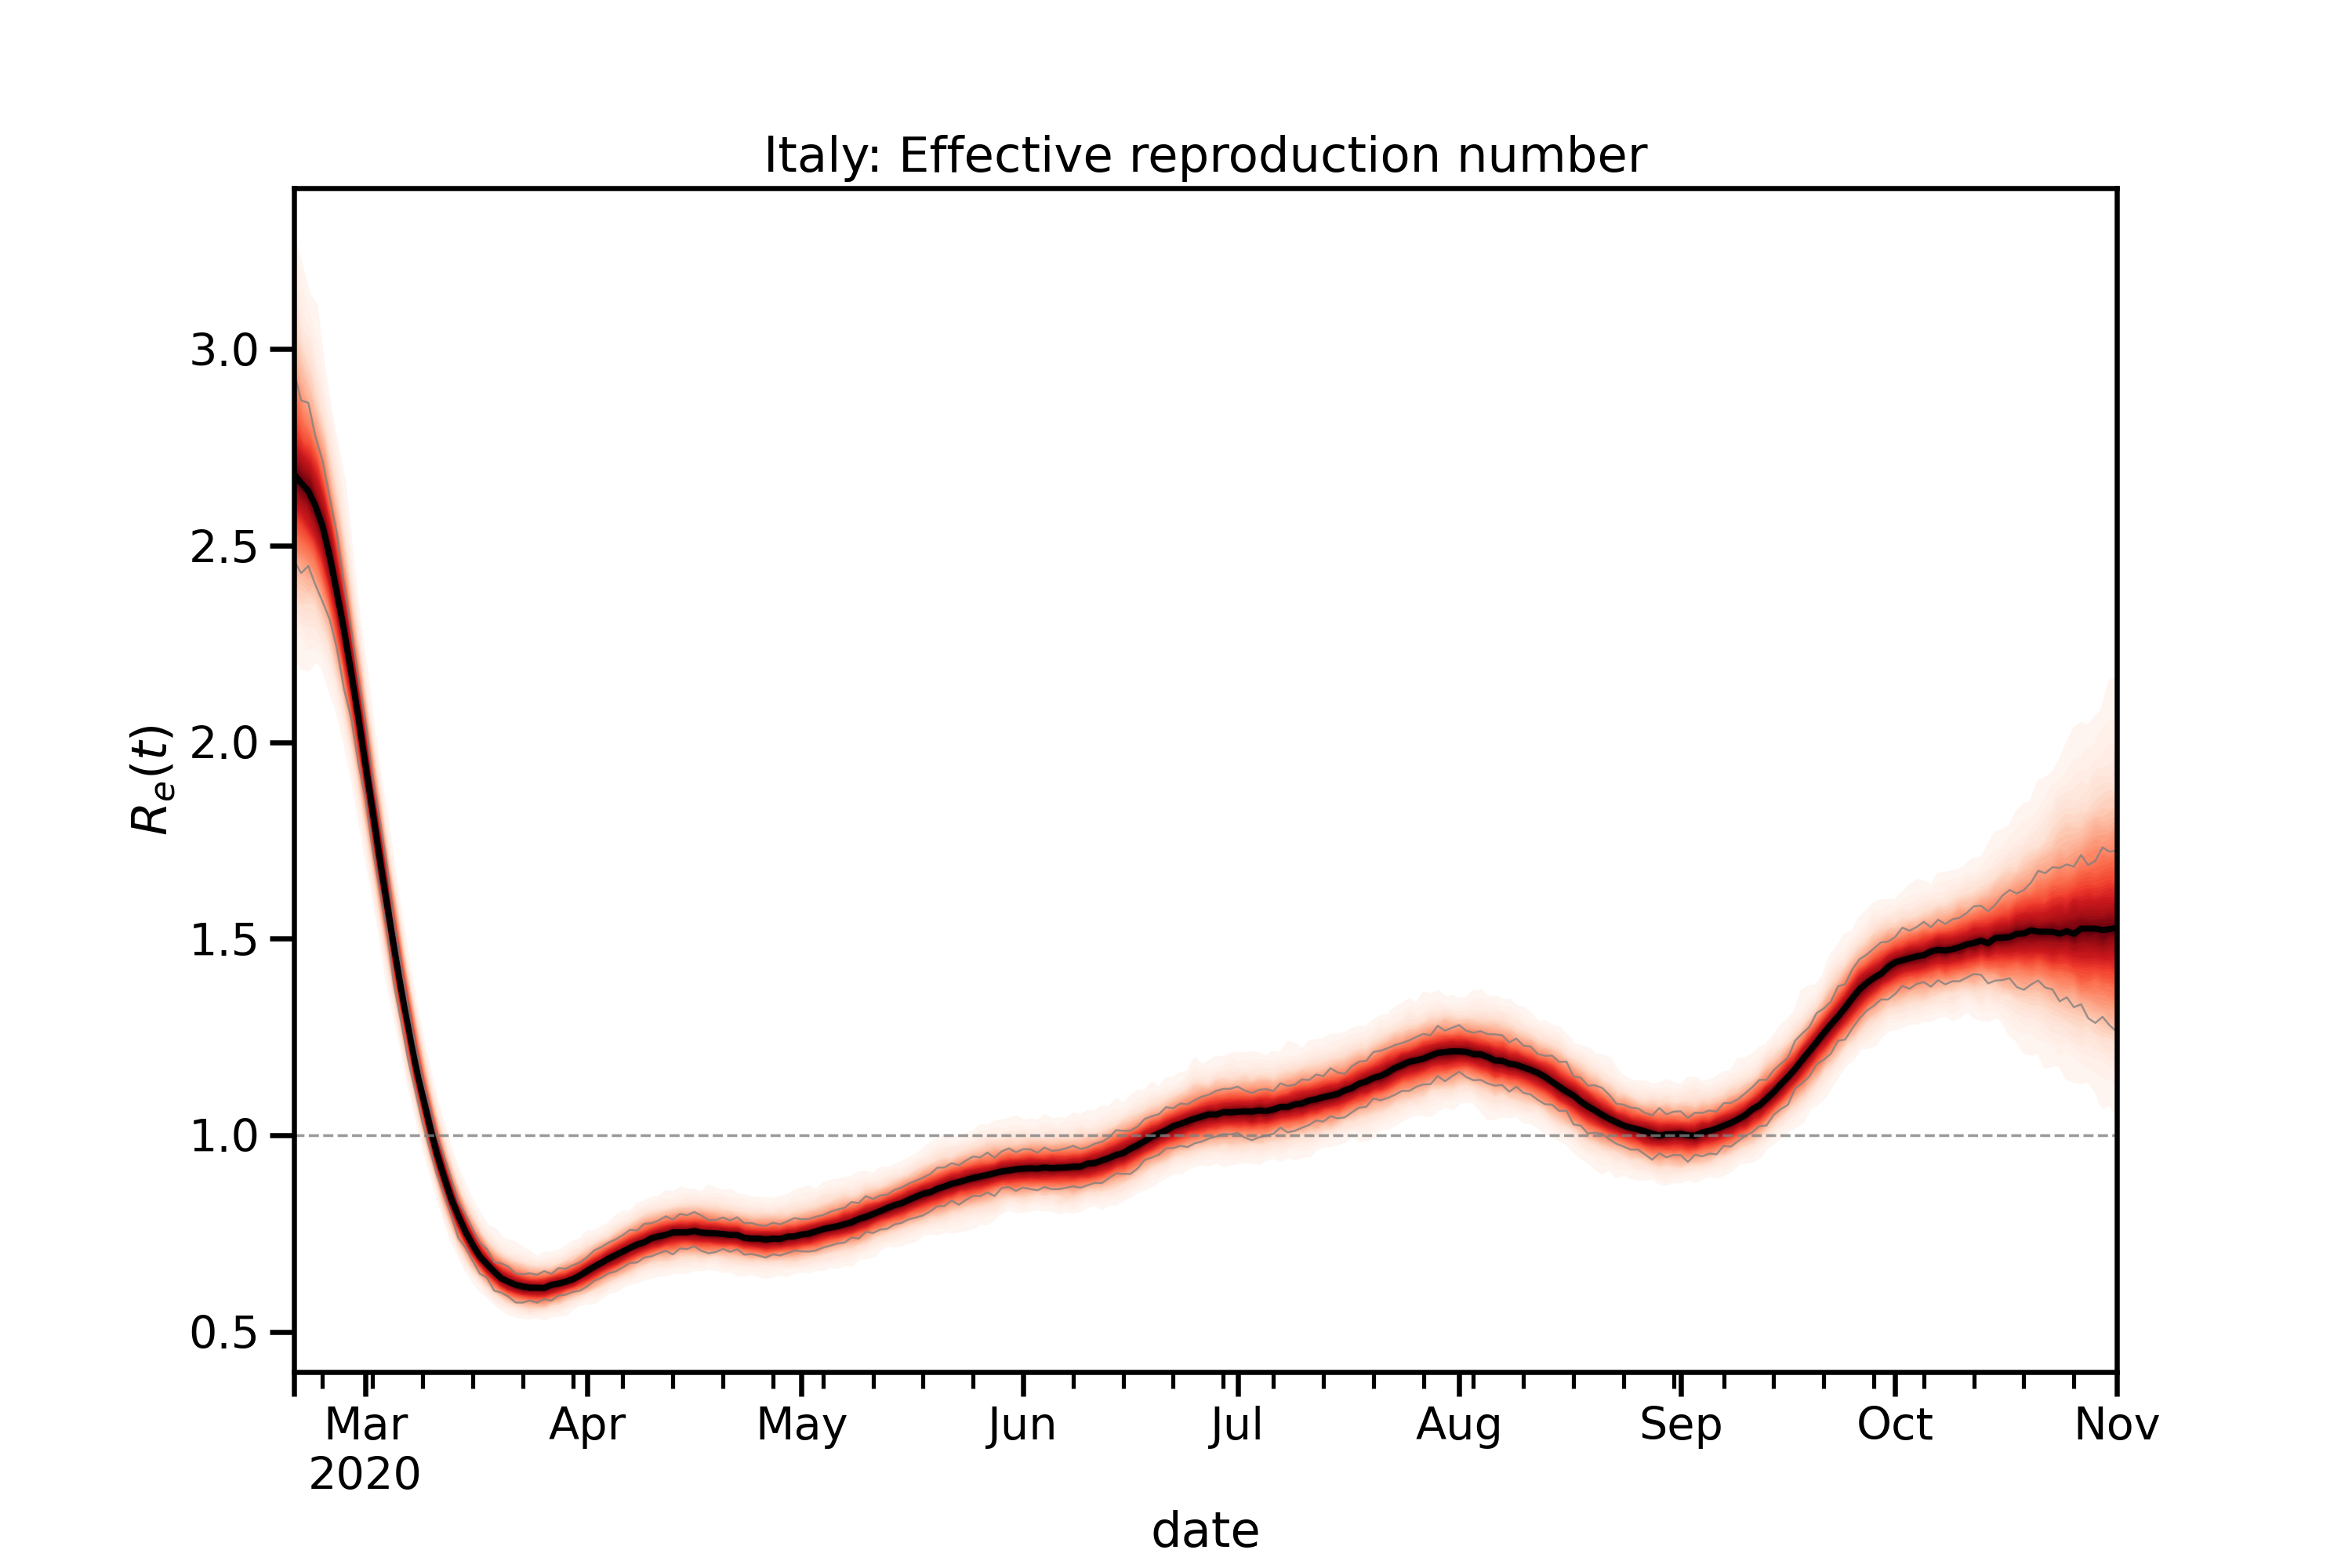 Italy: Effective reproduction number
3.0
2.5
2.0
1.5
1.0
0.5
Rₑ(t)
Mar Apr May Jun Jul Aug Sep Oct Nov
2020
date